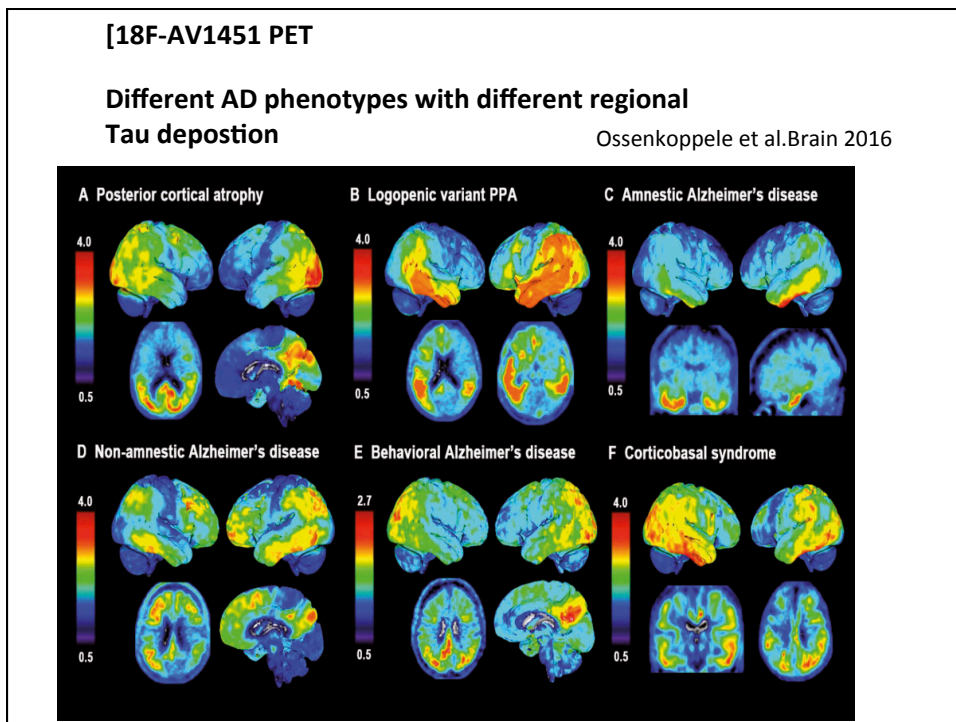 [18F-AV1451 PET
Different AD phenotypes with different regional
Tau depostion
Ossenkoppele et al.Brain 2016
A Posterior cortical atrophy
B Logopenic variant PPA
C Amnestic Alzheimer's disease
4.0
0.5
4.0
0.5
4.0
0.5
D Non-amnestic Alzheimer's disease
E Behavioral Alzheimer's disease
F Corticobasal syndrome
4.0
0.5
2.7
0.5
4.0
0.5